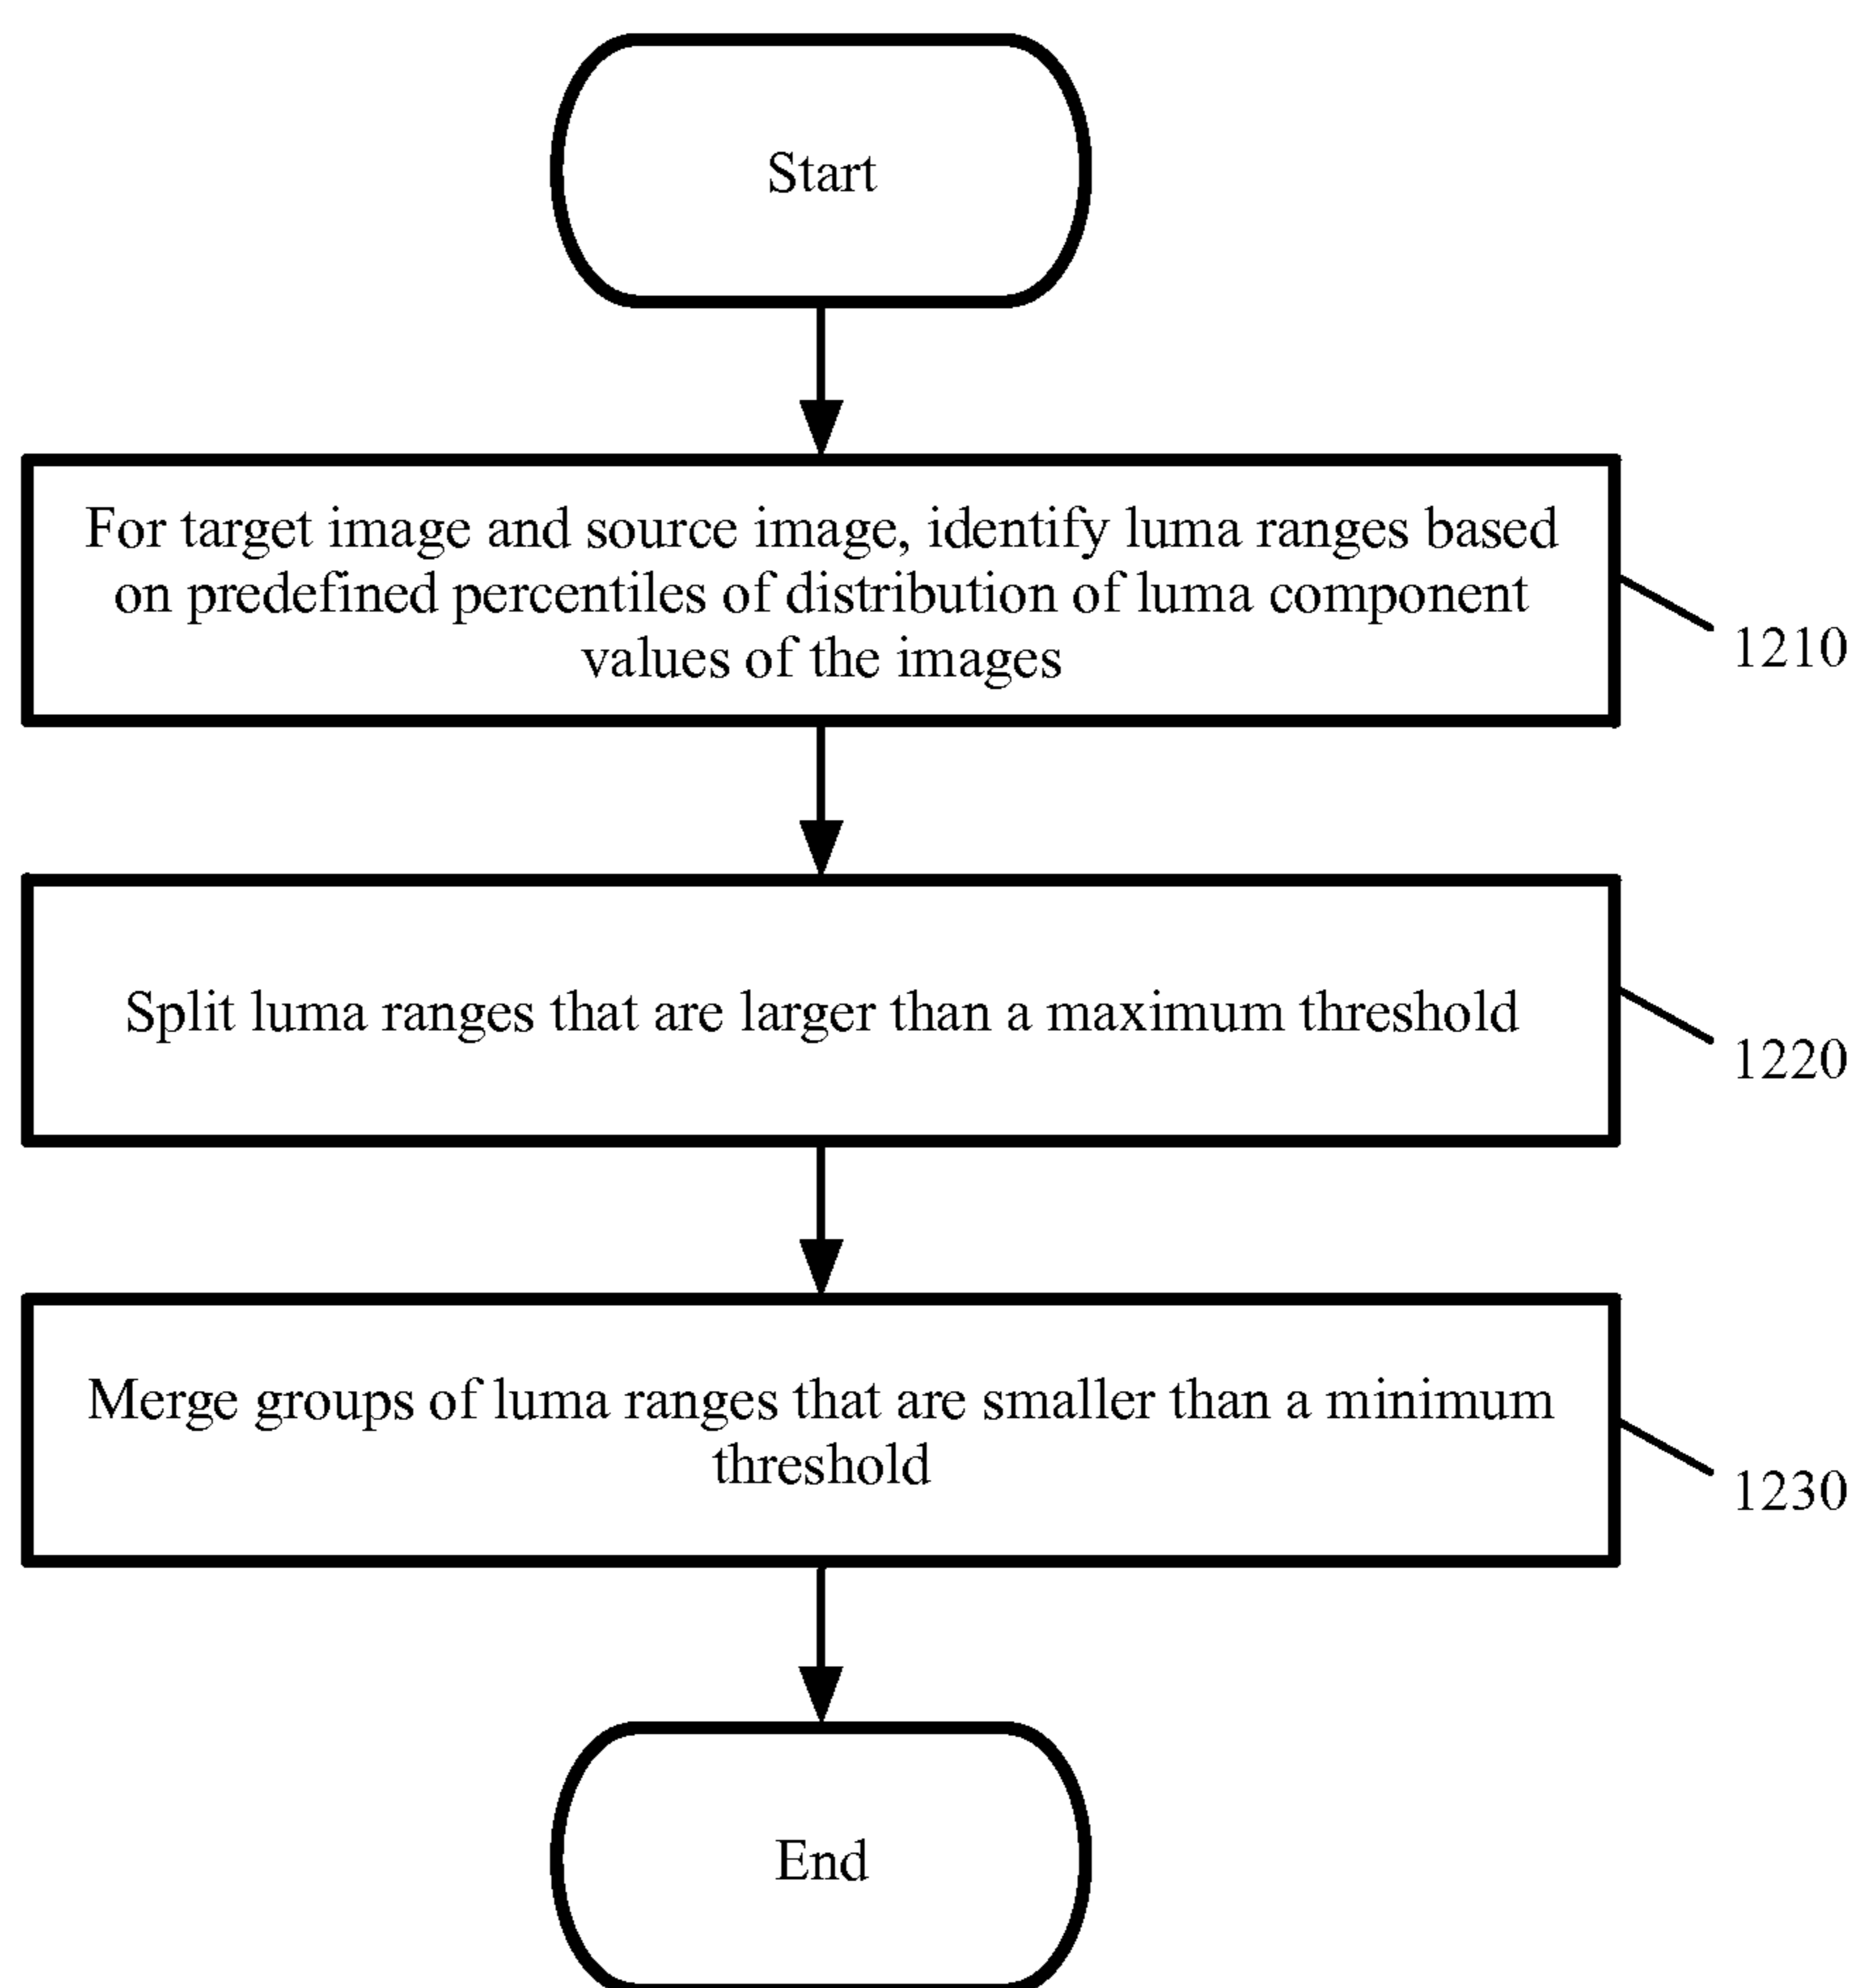 Start
For target image and source image, identify luma ranges based
on predefined percentiles of distribution of luma component
values of the images
1210
Split luma ranges that are larger than a maximum threshold
1220
Merge groups of luma ranges that are smaller than a minimum
threshold
1230
End